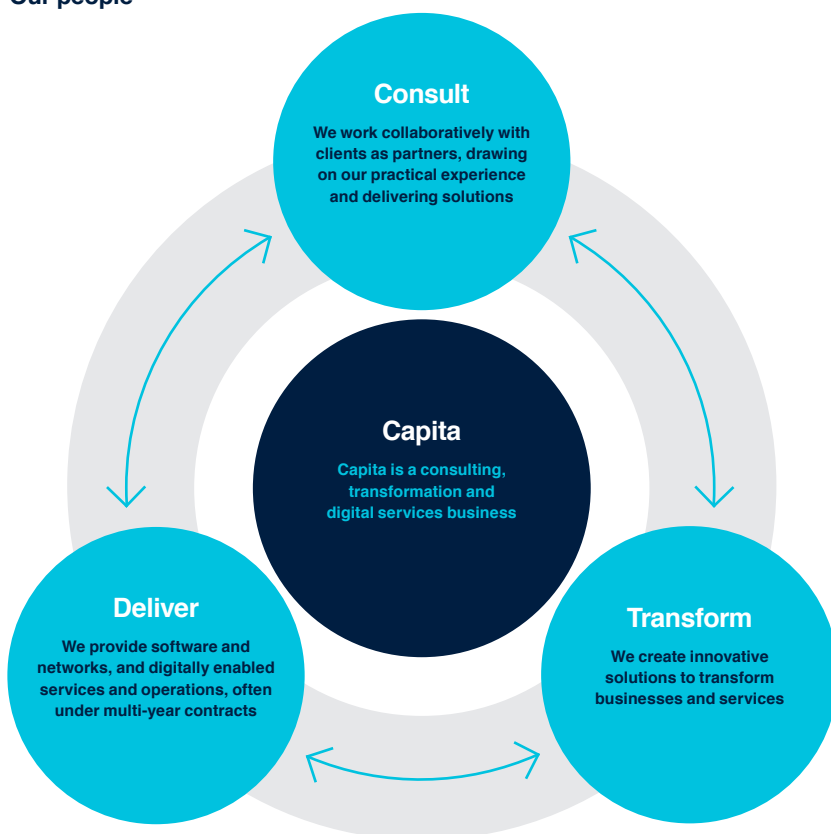 Our people
Consult
We work collaboratively with
clients as partners, drawing
on our practical experience
and delivering solutions
Capita
Capita is a consulting,
transformation and
digital services business
Deliver
We provide software and
networks, and digitally enabled
services and operations, often
under multi-year contracts
Transform
We create innovative
solutions to transform
businesses and services